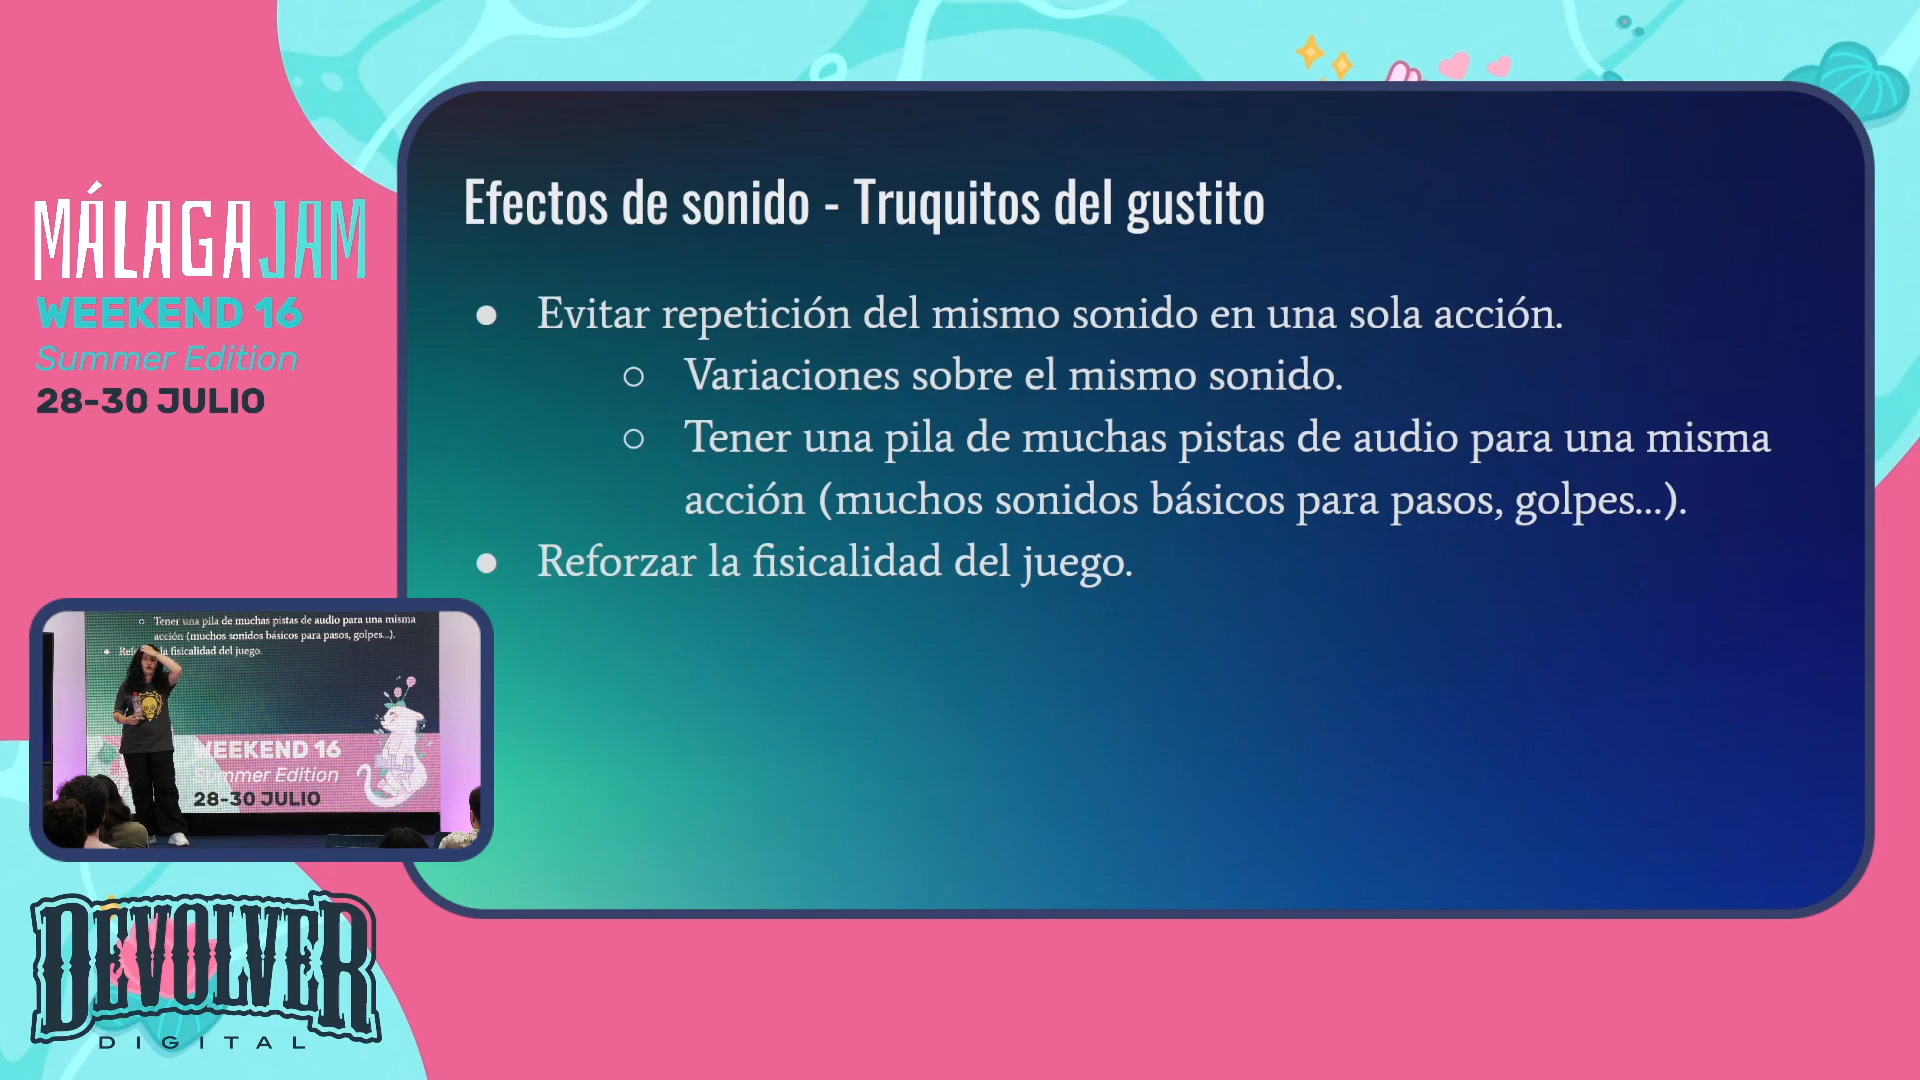 MÁLAGAJAM
WEEKEND 16
Summer Edition
28-30 JULIO
Efectos de sonido - Truquitos del gustito
● Evitar repetición del mismo sonido en una sola acción.
○ Variaciones sobre el mismo sonido.
○ Tener una pila de muchas pistas de audio para una misma
acción (muchos sonidos básicos para pasos, golpes...).
● Reforzar la fisicalidad del juego.
○ Tener una pila de muchas pistas de audio para una misma
acción (muchos sonidos básicos para pasos, golpes...).
● la fisicalidad del juego.
WEEKEND 16
Summer Edition
28-30 JULIO
DEVOLVER
DIGITAL